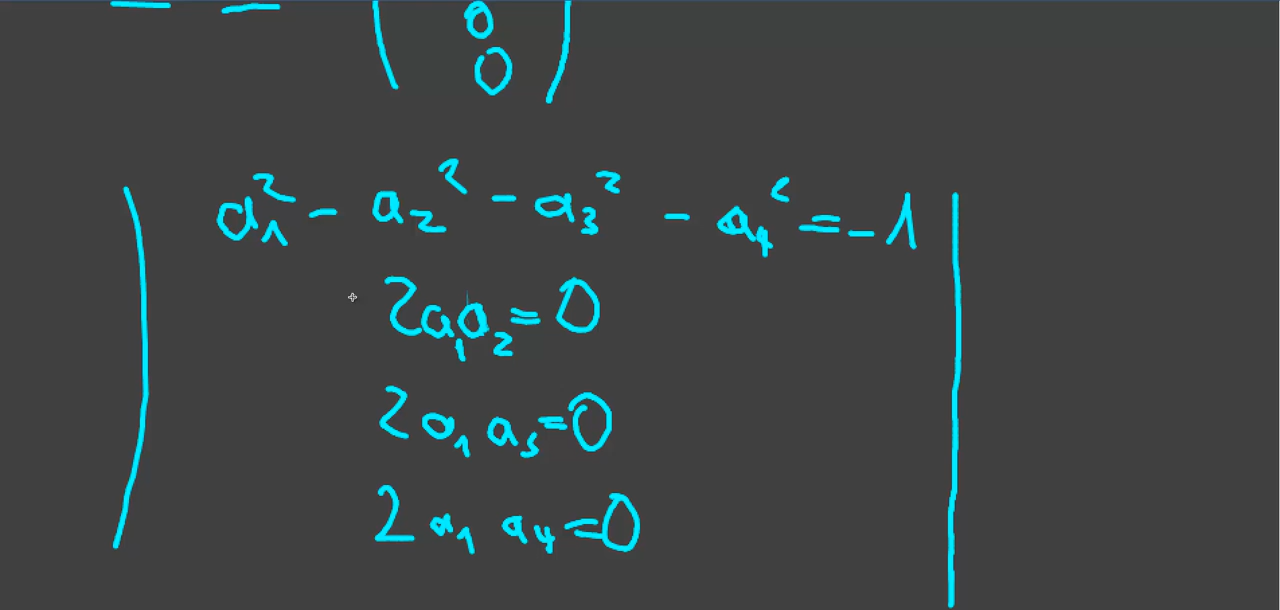 0
0
a₁² - a₂² - a₃² - a₄² = -1
2a₁a₂ = 0
2a₁a₃ = 0
2a₁a₄ = 0